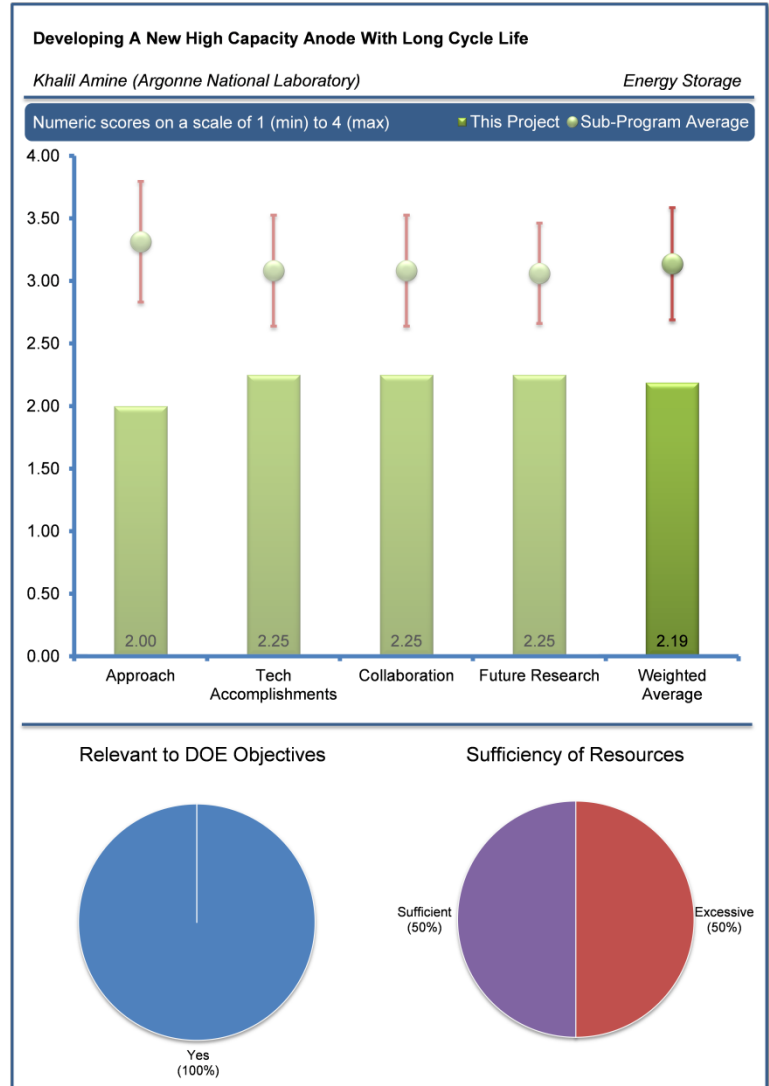 Developing A New High Capacity Anode With Long Cycle Life
Khalil Amine (Argonne National Laboratory) Energy Storage
Numeric scores on a scale of 1 (min) to 4 (max) This Project Sub-Program Average
4.00
3.50
3.00
2.50
2.00
1.50
1.00
0.50
0.00
2.00 2.25 2.25 2.25 2.19
Approach Tech Collaboration Future Research Weighted
Accomplishments Average
Relevant to DOE Objectives Sufficiency of Resources
Sufficient Excessive
(50%) (50%)
Yes
(100%)